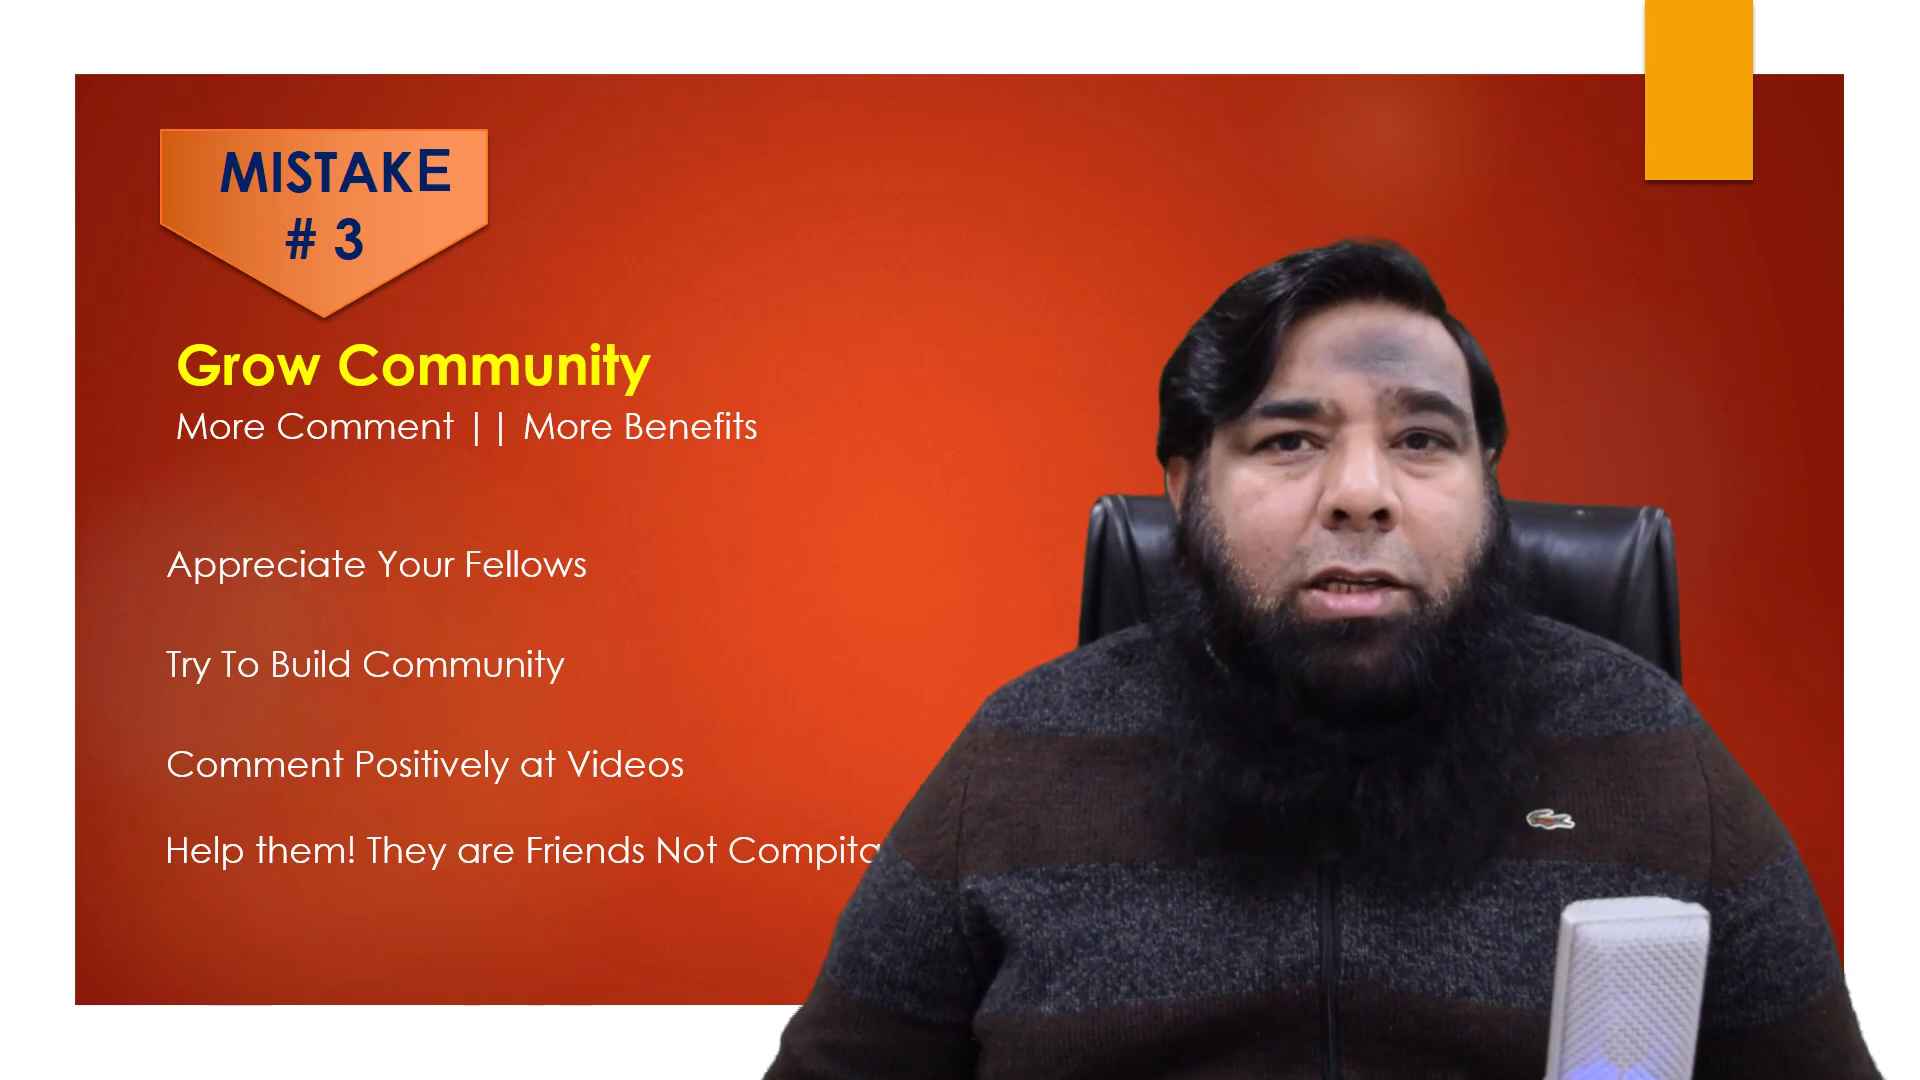 MISTAKE
# 3
Grow Community
More Comment || More Benefits
Appreciate Your Fellows
Try To Build Community
Comment Positively at Videos
Help them! They are Friends Not